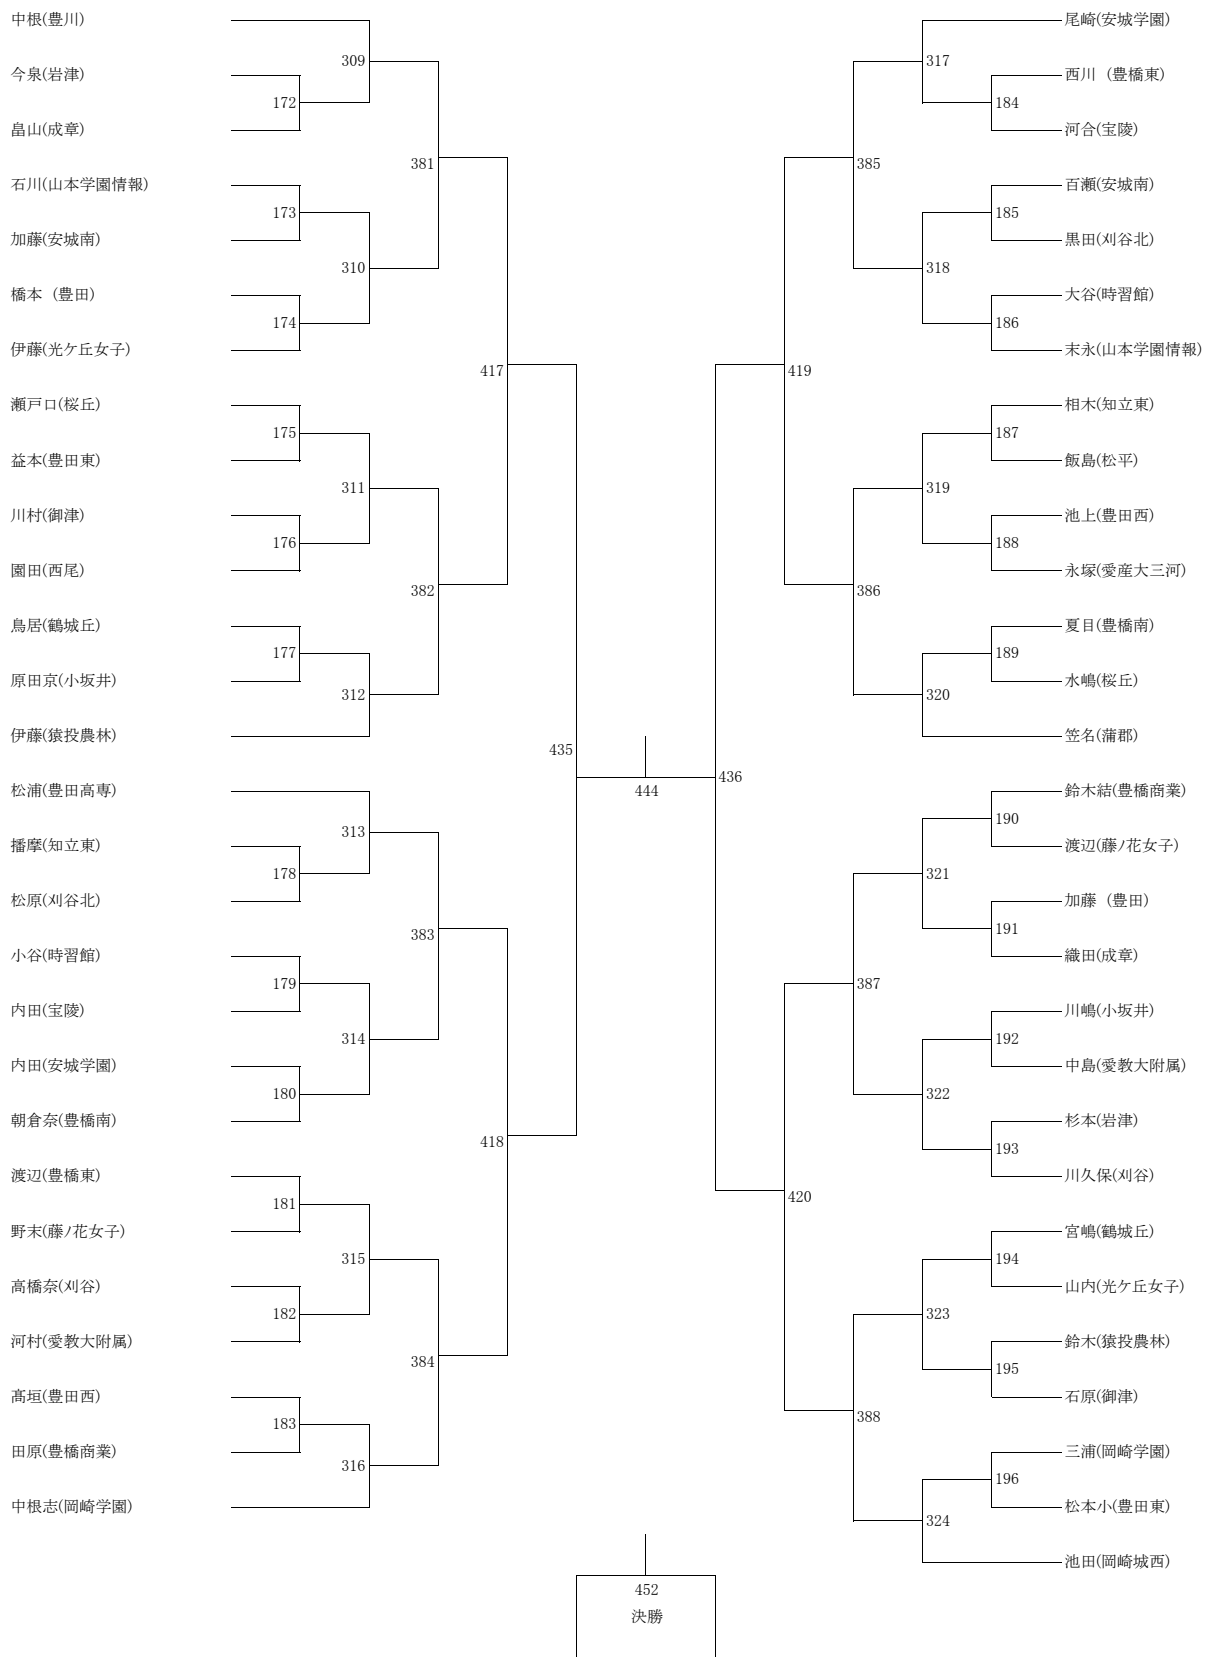 中根(豊川)
309
今泉(岩津)
172
畠山(成章)
381
石川(山本学園情報)
173
加藤(安城南)
310
橋本（豊田）
174
伊藤(光ケ丘女子)
417
瀬戸口(桜丘)
175
益本(豊田東)
311
川村(御津)
176
園田(西尾)
382
鳥居(鶴城丘)
177
原田京(小坂井)
312
伊藤(猿投農林)
435
松浦(豊田高専)
313
播摩(知立東)
178
松原(刈谷北)
383
小谷(時習館)
179
内田(宝陵)
314
内田(安城学園)
180
朝倉奈(豊橋南)
418
渡辺(豊橋東)
181
野末(藤ﾉ花女子)
315
高橋奈(刈谷)
182
河村(愛教大附属)
384
髙垣(豊田西)
183
田原(豊橋商業)
316
中根志(岡崎学園)
444
尾崎(安城学園)
317
西川（豊橋東）
184
河合(宝陵)
385
百瀬(安城南)
185
黒田(刈谷北)
318
大谷(時習館)
186
末永(山本学園情報)
419
相木(知立東)
187
飯島(松平)
319
池上(豊田西)
188
永塚(愛産大三河)
386
夏目(豊橋南)
189
水嶋(桜丘)
320
笠名(蒲郡)
436
鈴木結(豊橋商業)
190
渡辺(藤ﾉ花女子)
321
加藤（豊田）
191
織田(成章)
387
川嶋(小坂井)
192
中島(愛教大附属)
322
杉本(岩津)
193
川久保(刈谷)
420
宮嶋(鶴城丘)
194
山内(光ケ丘女子)
323
鈴木(猿投農林)
195
石原(御津)
388
三浦(岡崎学園)
196
松本小(豊田東)
324
池田(岡崎城西)
452
決勝